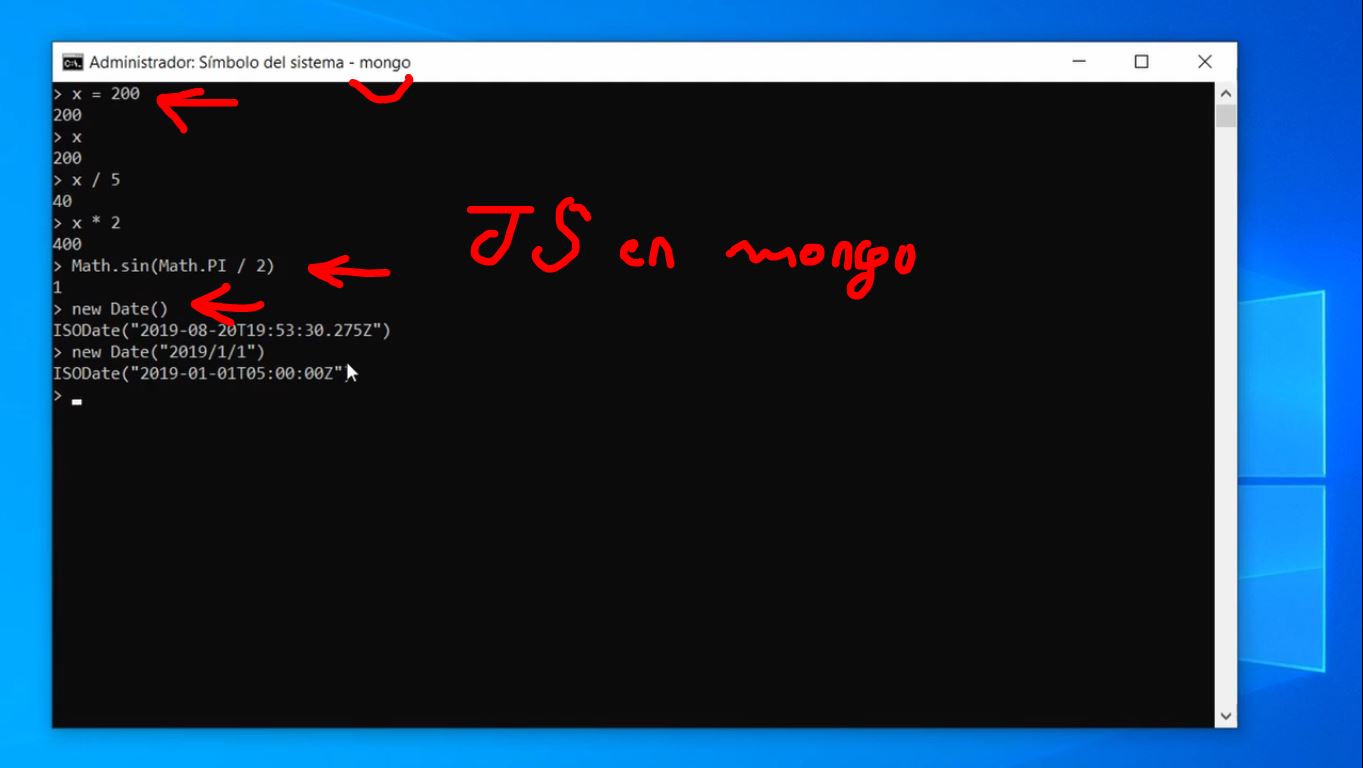 Administrador: Símbolo del sistema - mongo
> x = 200
200
> x
200
> x / 5
40
> x * 2
400
> Math.sin(Math.PI / 2)
1
> new Date()
ISODate("2019-08-20T19:53:30.275Z")
> new Date("2019/1/1")
ISODate("2019-01-01T05:00:00Z")
>
JS en mongo